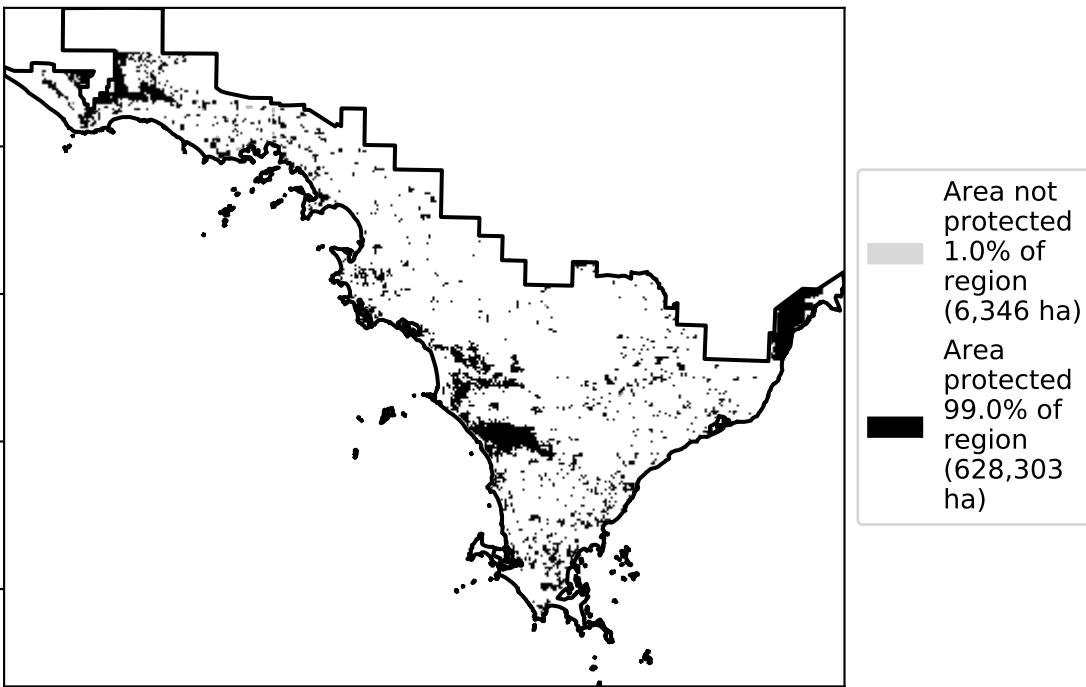 Area not
protected
1.0% of
region
(6,346 ha)
Area
protected
99.0% of
region
(628,303
ha)